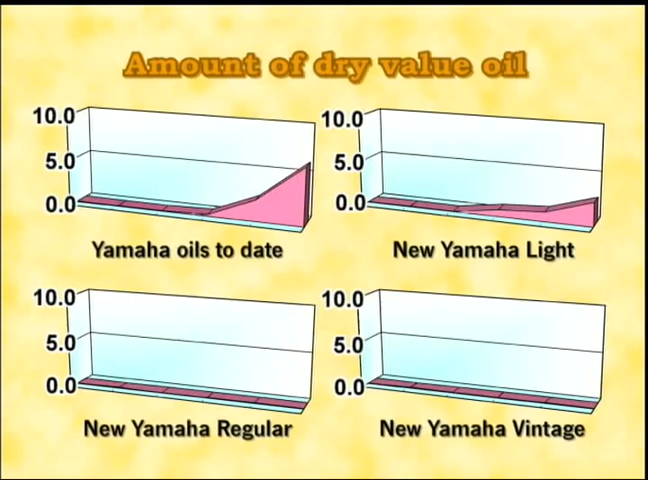 Amount of dry value oil
10.0
5.0
0.0
Yamaha oils to date
10.0
5.0
0.0
New Yamaha Light
10.0
5.0
0.0
New Yamaha Regular
10.0
5.0
0.0
New Yamaha Vintage